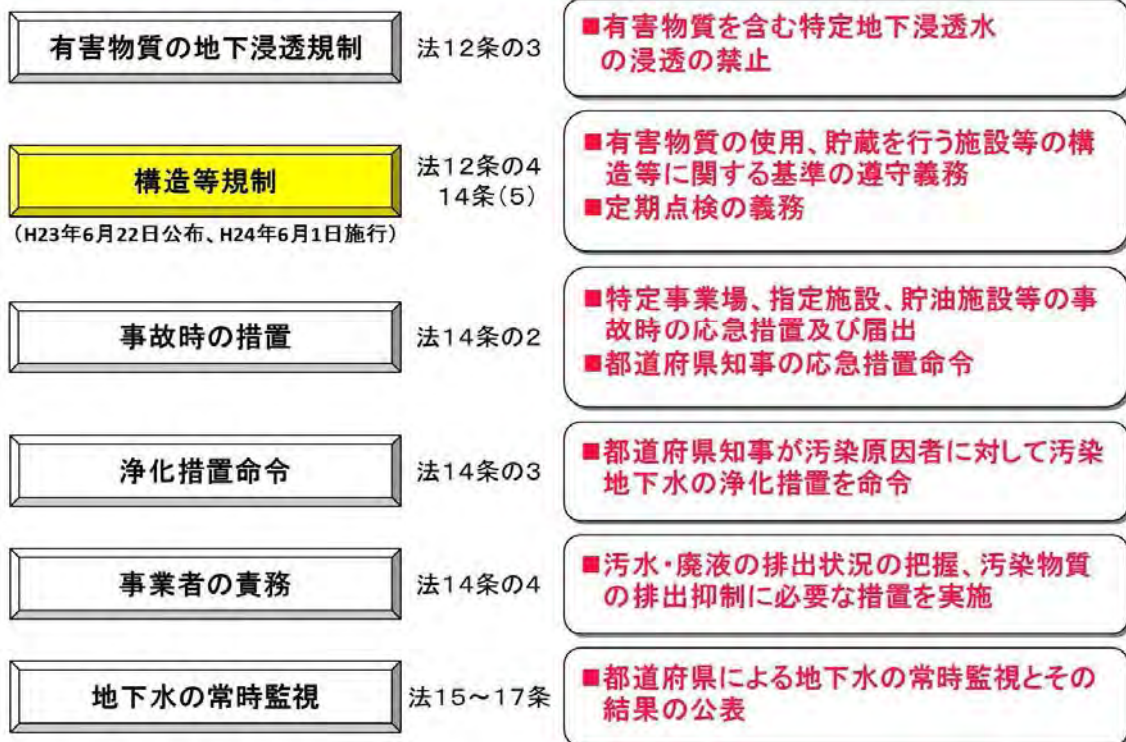 有害物質の地下浸透規制
法12条の3
■有害物質を含む特定地下浸透水
の浸透の禁止
構造等規制
(H23年6月22日公布、H24年6月1日施行)
法12条の4
14条(5)
■有害物質の使用、貯蔵を行う施設等の構
造等に関する基準の遵守義務
■定期点検の義務
事故時の措置
法14条の2
■特定事業場、指定施設、貯油施設等の事
故時の応急措置及び届出
■都道府県知事の応急措置命令
浄化措置命令
法14条の3
■都道府県知事が汚染原因者に対して汚染
地下水の浄化措置を命令
事業者の責務
法14条の4
■汚水・廃液の排出状況の把握、汚染物質
の排出抑制に必要な措置を実施
地下水の常時監視
法15～17条
■都道府県による地下水の常時監視とその
結果の公表